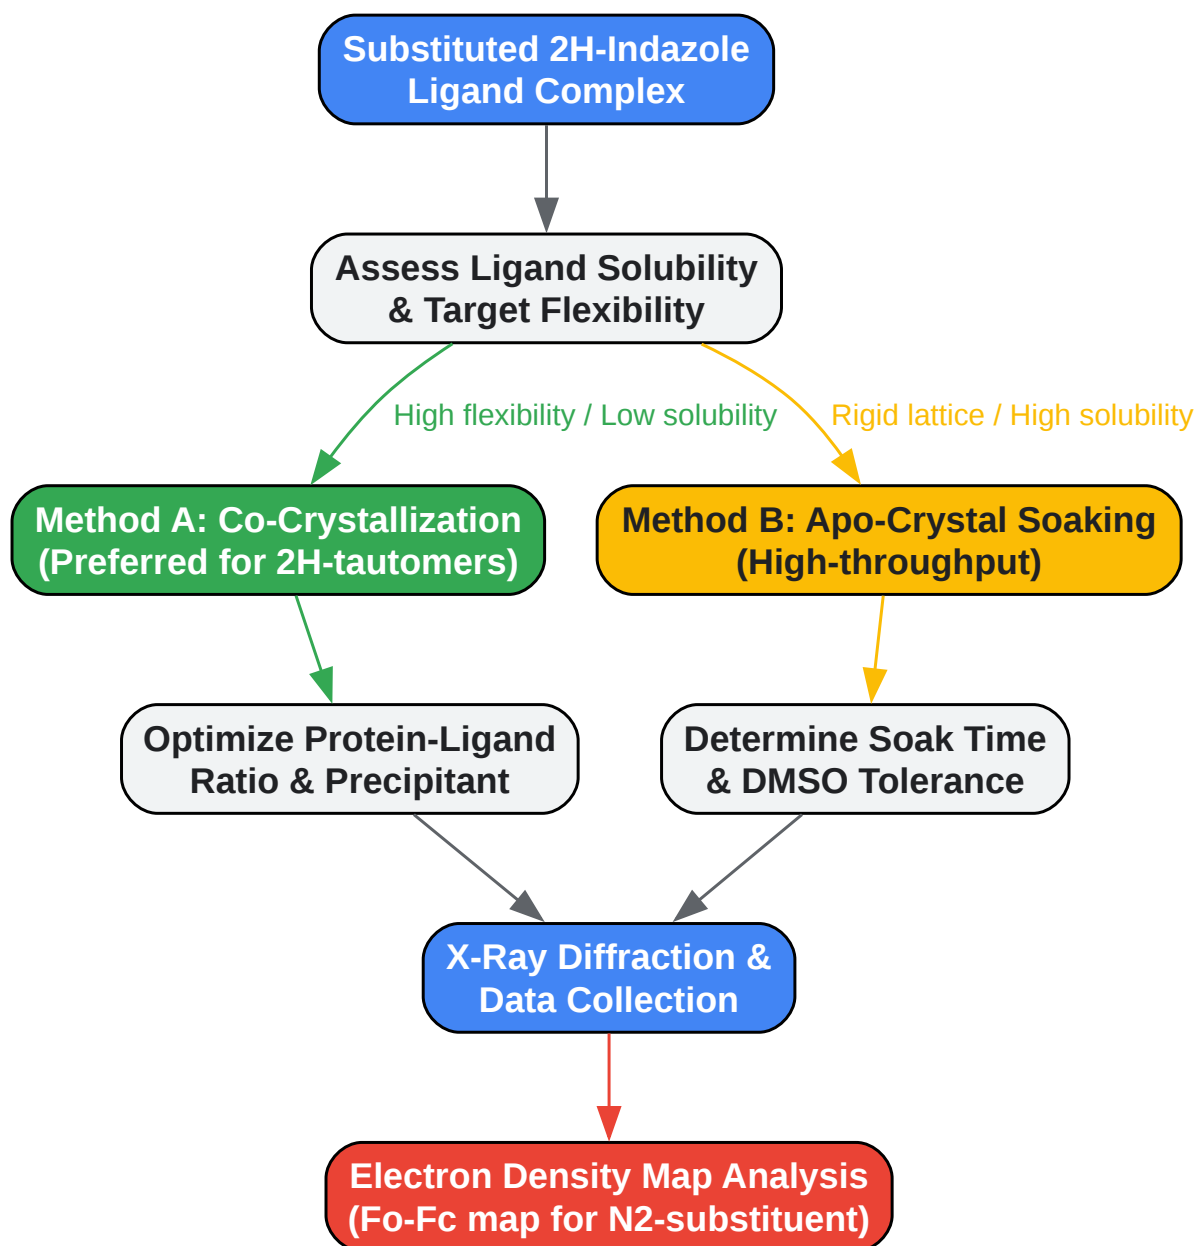 Substituted 2H-Indazole
Ligand Complex
Assess Ligand Solubility
& Target Flexibility
High flexibility / Low solubility
Rigid lattice / High solubility
Method A: Co-Crystallization
(Preferred for 2H-tautomers)
Method B: Apo-Crystal Soaking
(High-throughput)
Optimize Protein-Ligand
Ratio & Precipitant
Determine Soak Time
& DMSO Tolerance
X-Ray Diffraction &
Data Collection
Electron Density Map Analysis
(Fo-Fc map for N2-substituent)